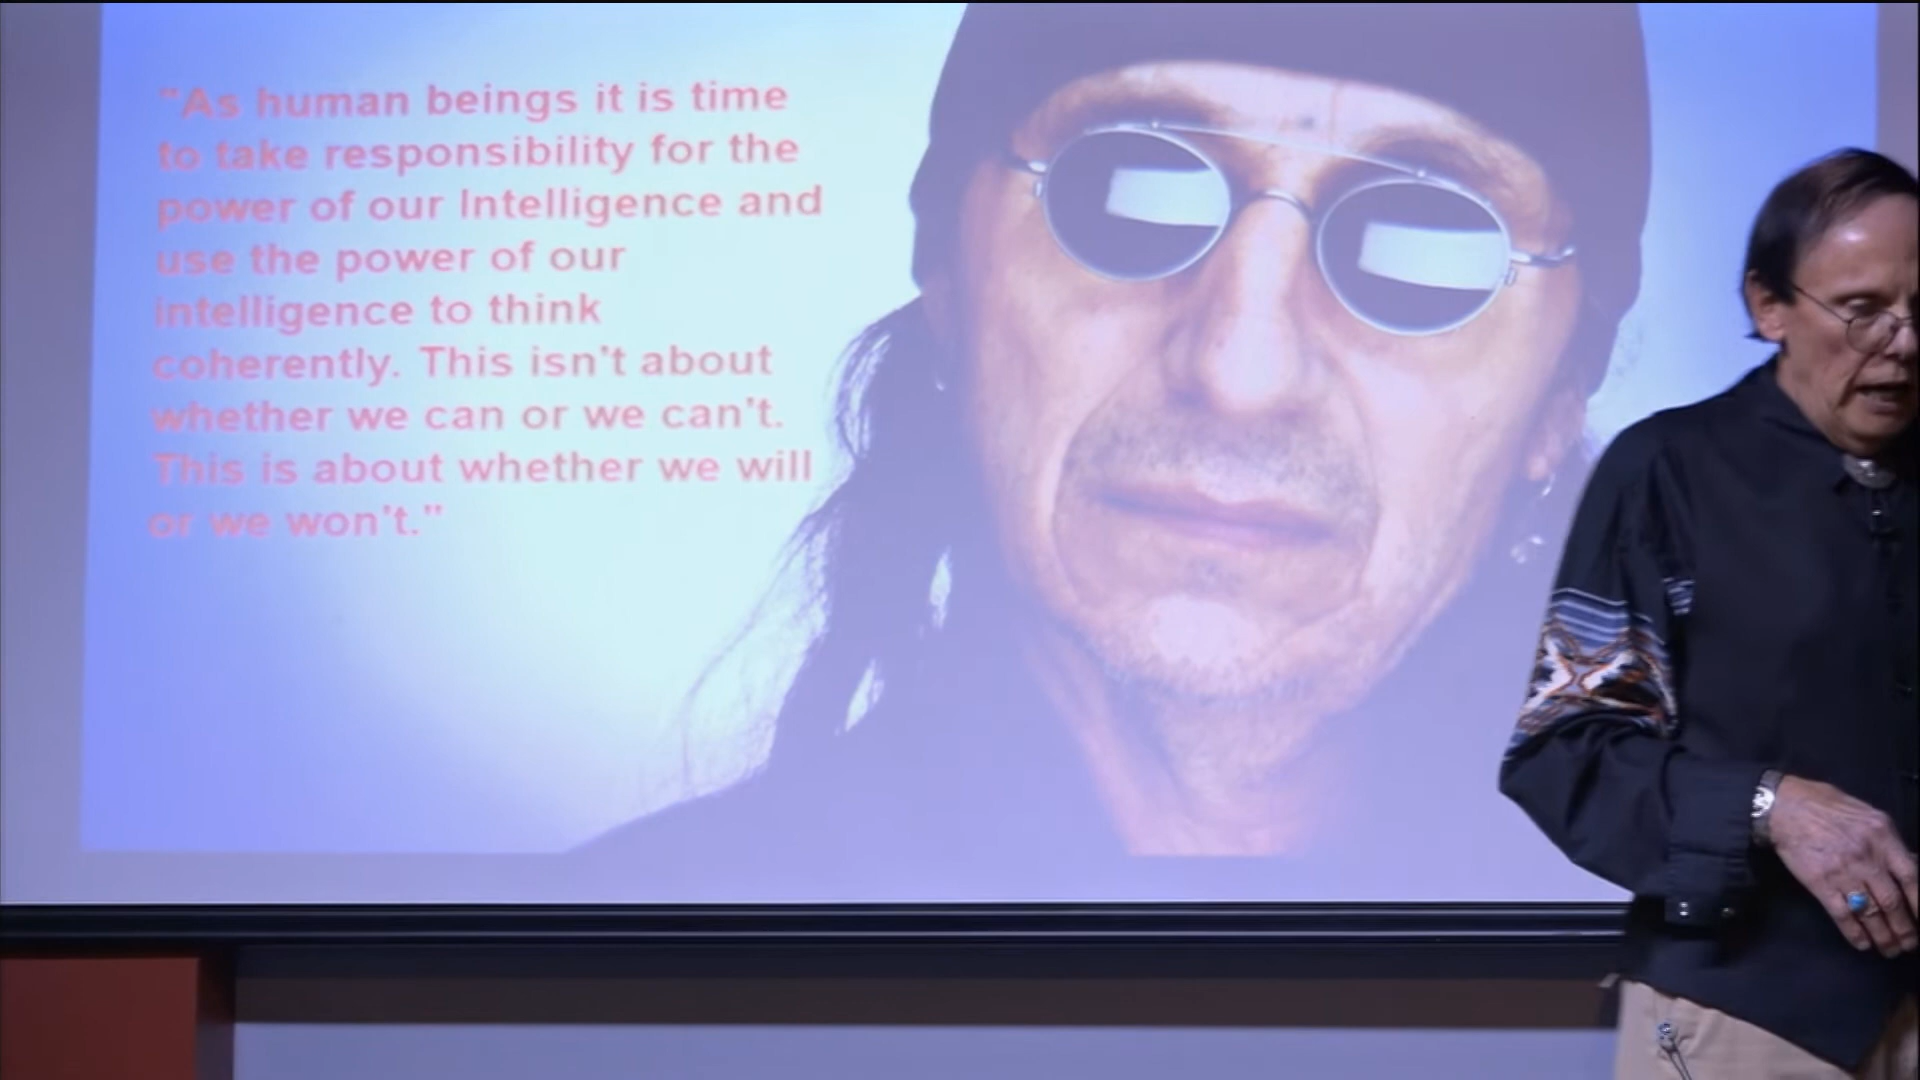 "As human beings it is time
to take responsibility for the
power of our Intelligence and
use the power of our
intelligence to think
coherently. This isn't about
whether we can or we can't.
This is about whether we will
or we won't."